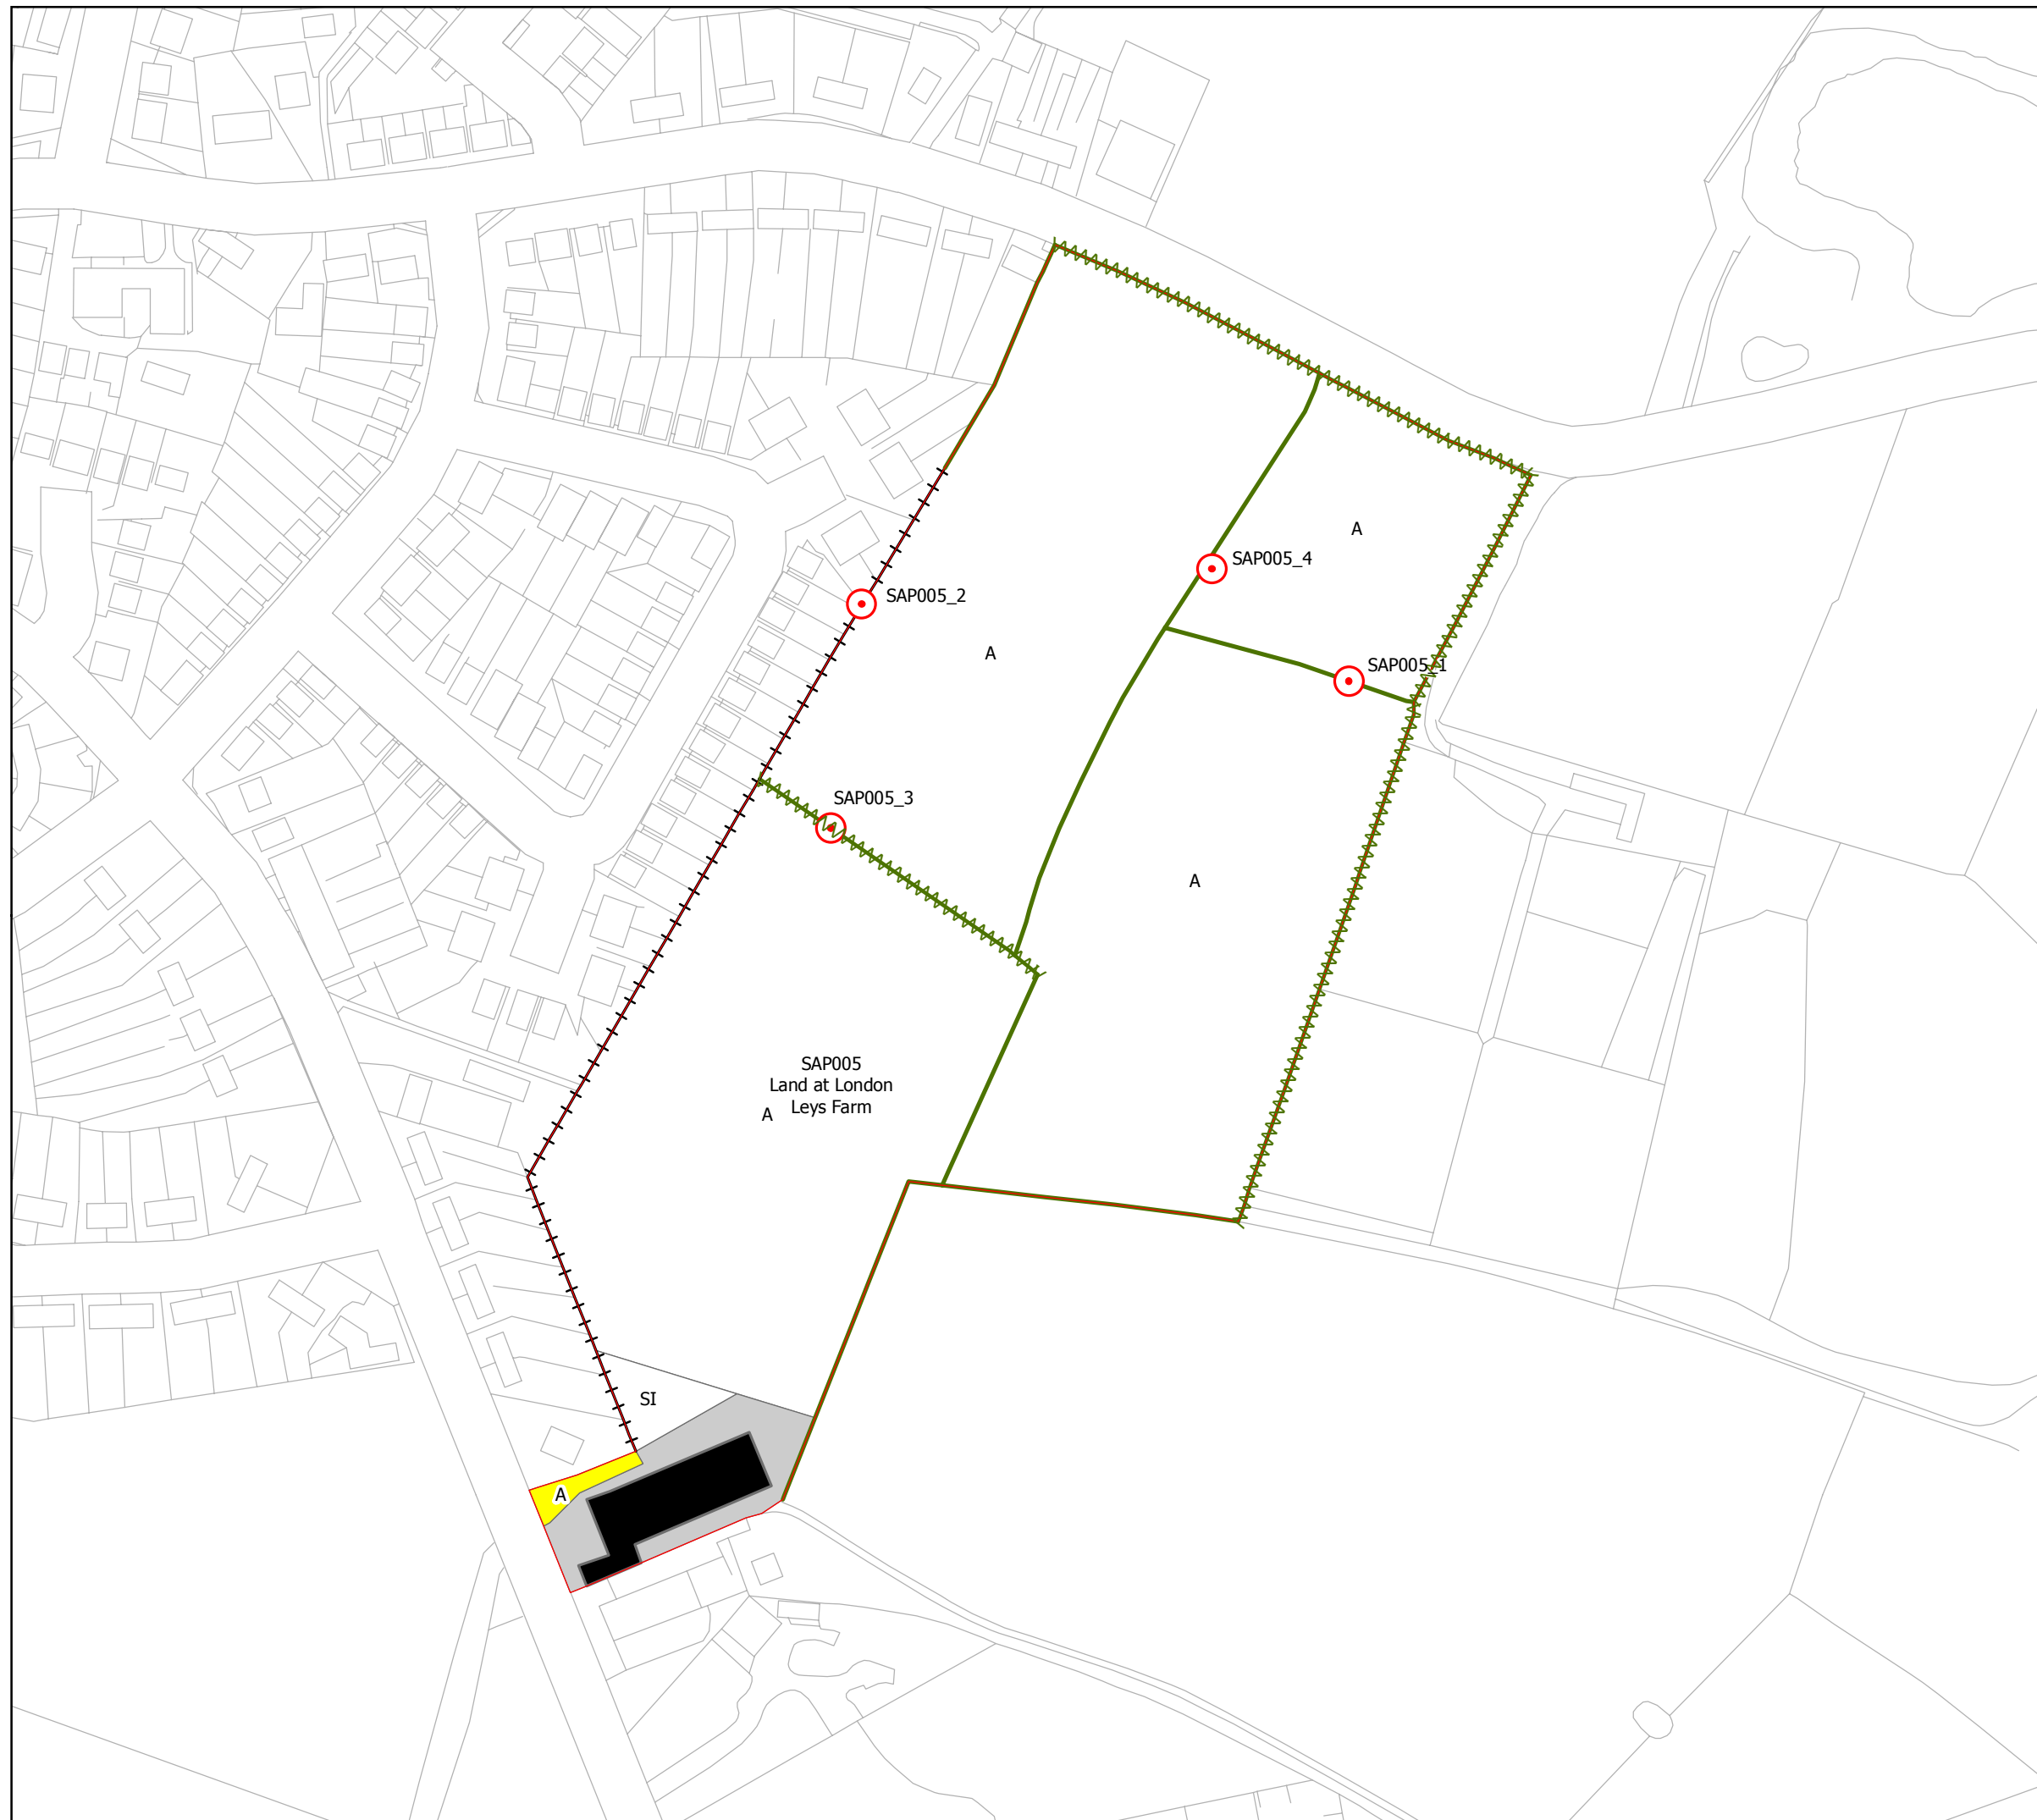 A
SAP005_4
SAP005_2
A
SAP005_1
SAP005_3
A
SAP005
Land at London
Leys Farm
A
SI
A